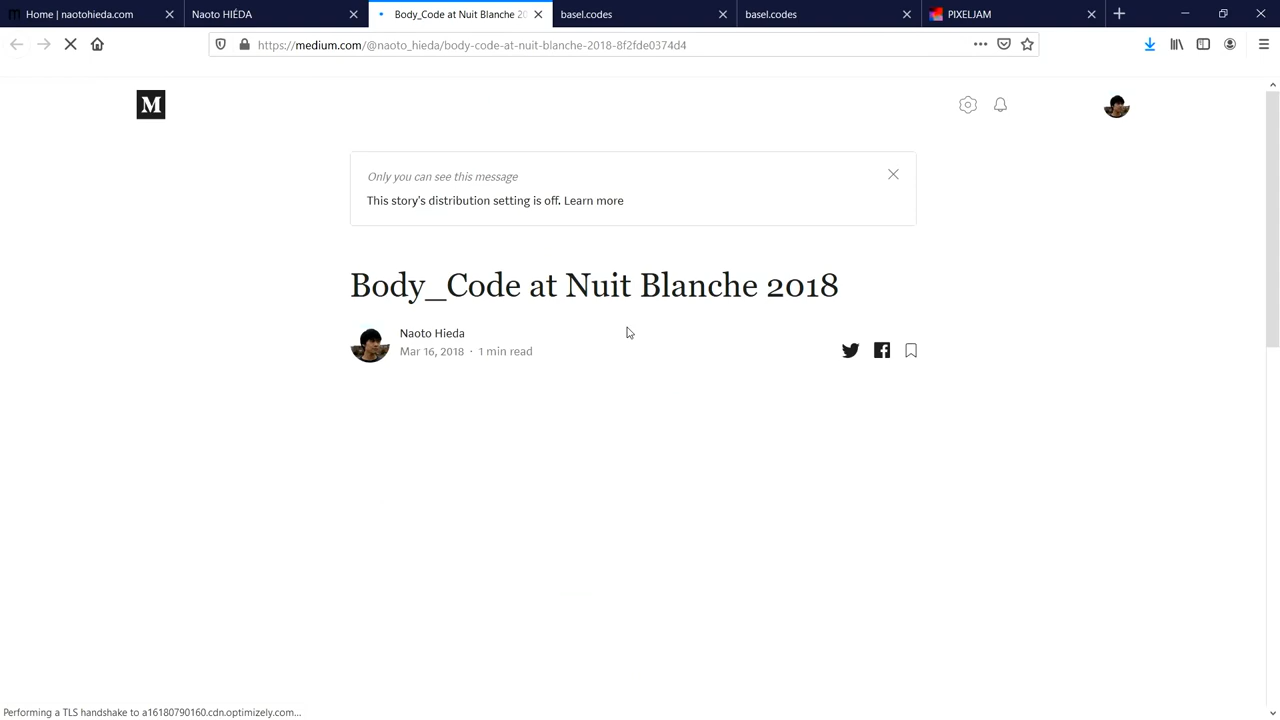 Home | naotohieda.com
Naoto HIÉDA
Body_Code at Nuit Blanche 20
basel.codes
basel.codes
PIXELJAM
https://medium.com/@naoto_hieda/body-code-at-nuit-blanche-2018-8f2fde0374d4
M
Only you can see this message
This story's distribution setting is off. Learn more
Body_Code at Nuit Blanche 2018
Naoto Hieda
Mar 16, 2018 · 1 min read
Performing a TLS handshake to a16180790160.cdn.optimizely.com...